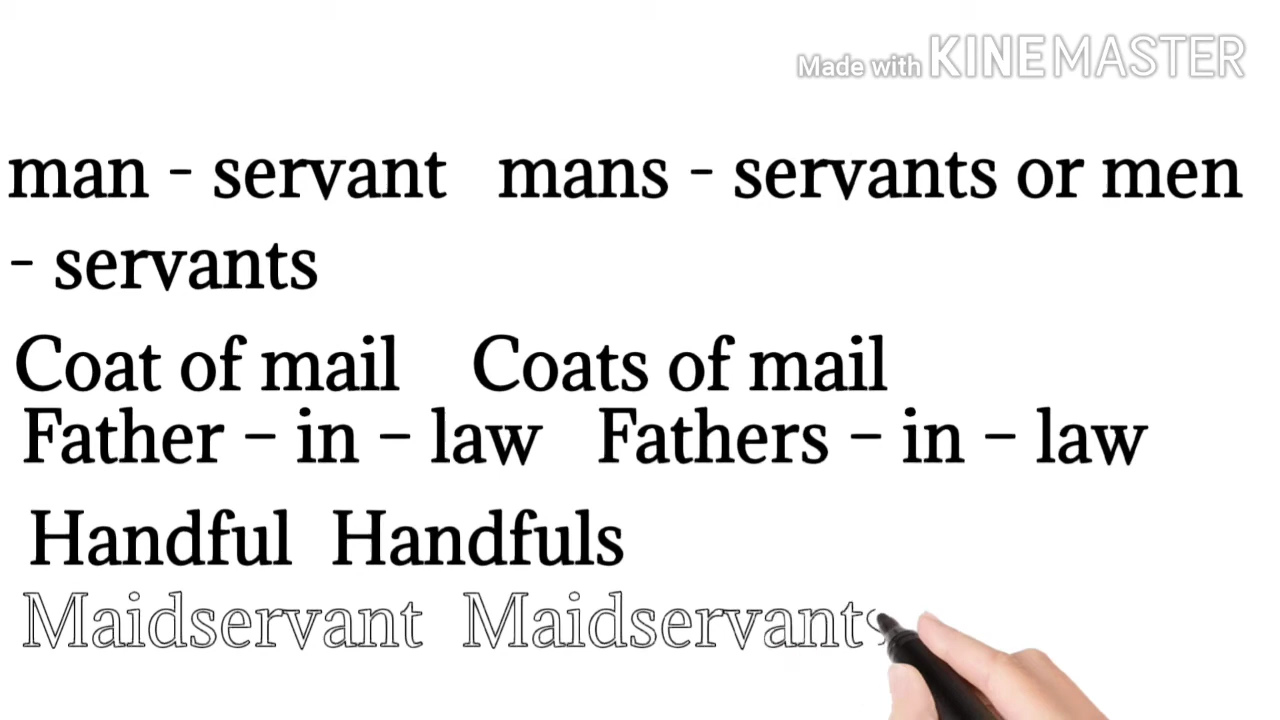 Made with KINEMASTER
man - servant mans - servants or men
- servants
Coat of mail Coats of mail
Father - in - law Fathers - in - law
Handful Handfuls
Maidservant Maidservants